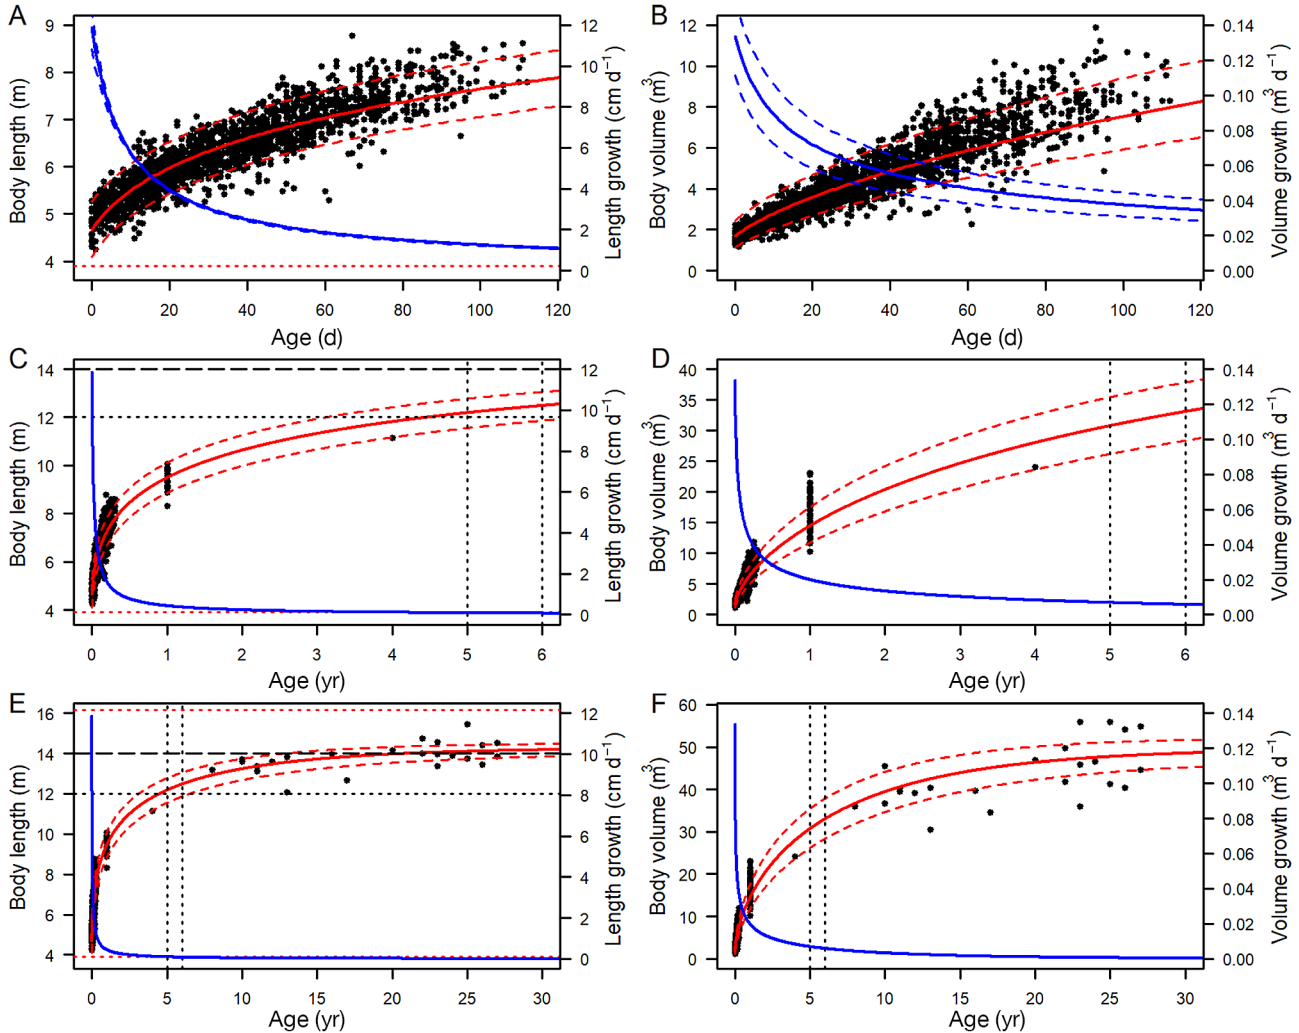 A
9
8
7
6
5
4
Body length (m)
12
10
8
6
4
2
0
Length growth (cm d⁻¹)
0 20 40 60 80 100 120
Age (d)
B
12
10
8
6
4
2
0
Body volume (m³)
0.14
0.12
0.10
0.08
0.06
0.04
0.02
0.00
Volume growth (m³ d⁻¹)
0 20 40 60 80 100 120
Age (d)
C
14
12
10
8
6
4
Body length (m)
12
10
8
6
4
2
0
Length growth (cm d⁻¹)
0 1 2 3 4 5 6
Age (yr)
D
40
35
30
25
20
15
10
5
0
Body volume (m³)
0.14
0.12
0.10
0.08
0.06
0.04
0.02
0.00
Volume growth (m³ d⁻¹)
0 1 2 3 4 5 6
Age (yr)
E
16
14
12
10
8
6
4
Body length (m)
12
10
8
6
4
2
0
Length growth (cm d⁻¹)
0 5 10 15 20 25 30
Age (yr)
F
60
50
40
30
20
10
0
Body volume (m³)
0.14
0.12
0.10
0.08
0.06
0.04
0.02
0.00
Volume growth (m³ d⁻¹)
0 5 10 15 20 25 30
Age (yr)